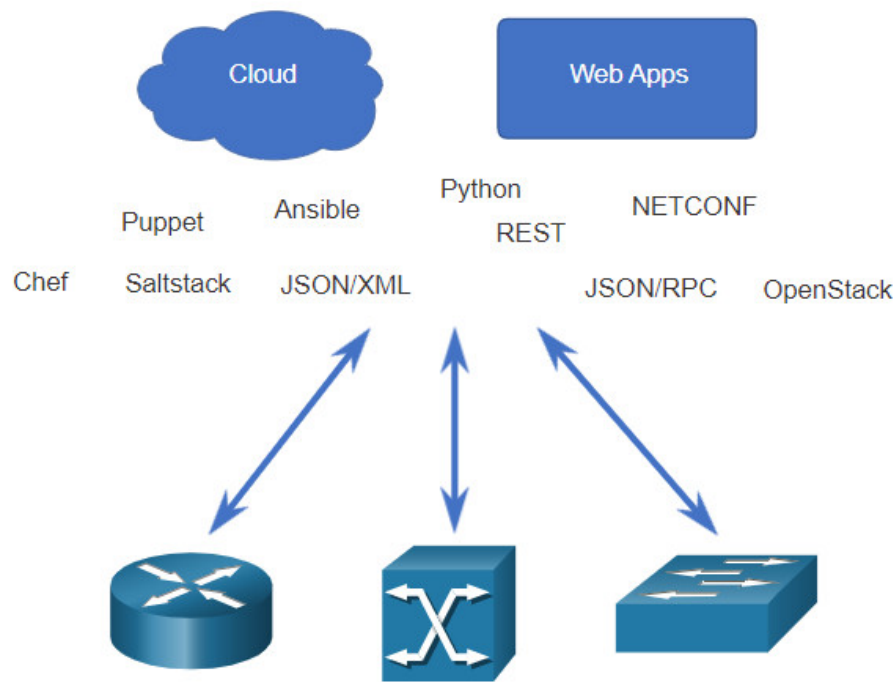 Cloud
Web Apps
Python
Ansible
NETCONF
Puppet
REST
Chef
Saltstack
JSON/XML
JSON/RPC
OpenStack